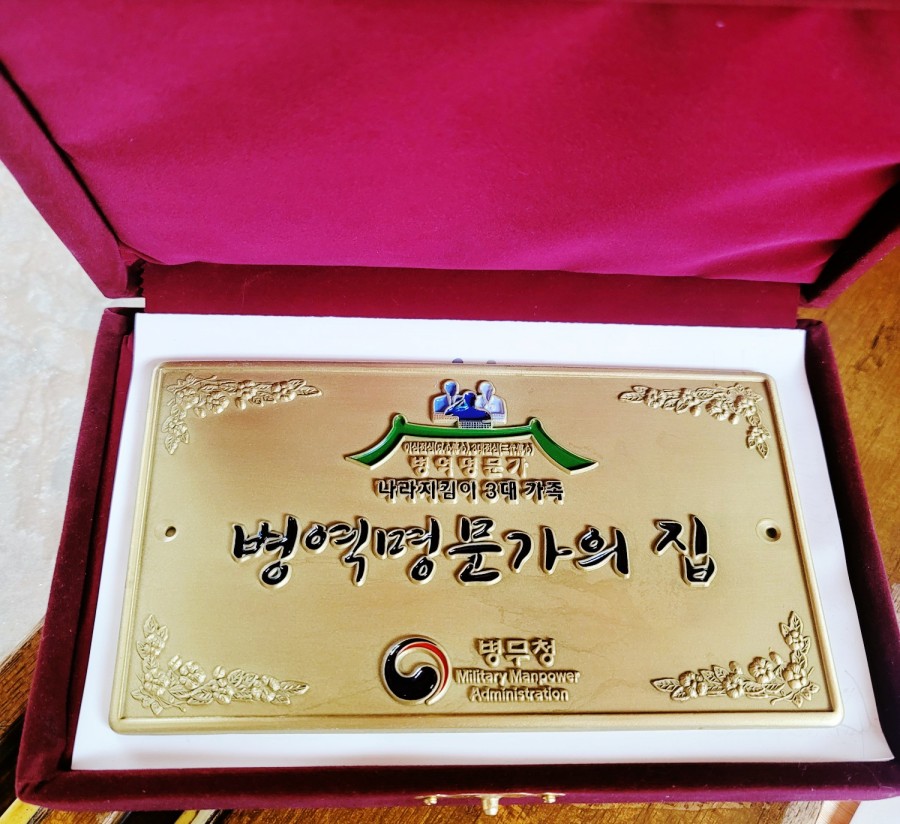 병역명문가
나라지킴이 3대 가족
병역명문가의 집
병무청
Military Manpower
Administration